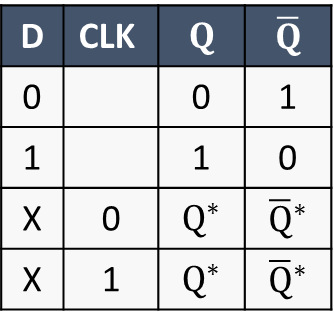 D CLK Q Q̅
0 0 1
1 1 0
X 0 Q* Q̅*
X 1 Q* Q̅*